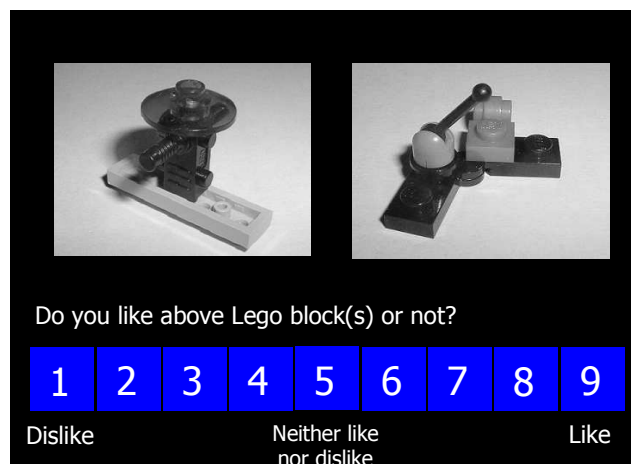 Do you like above Lego block(s) or not?
1 2 3 4 5 6 7 8 9
Dislike
Neither like
nor dislike
Like